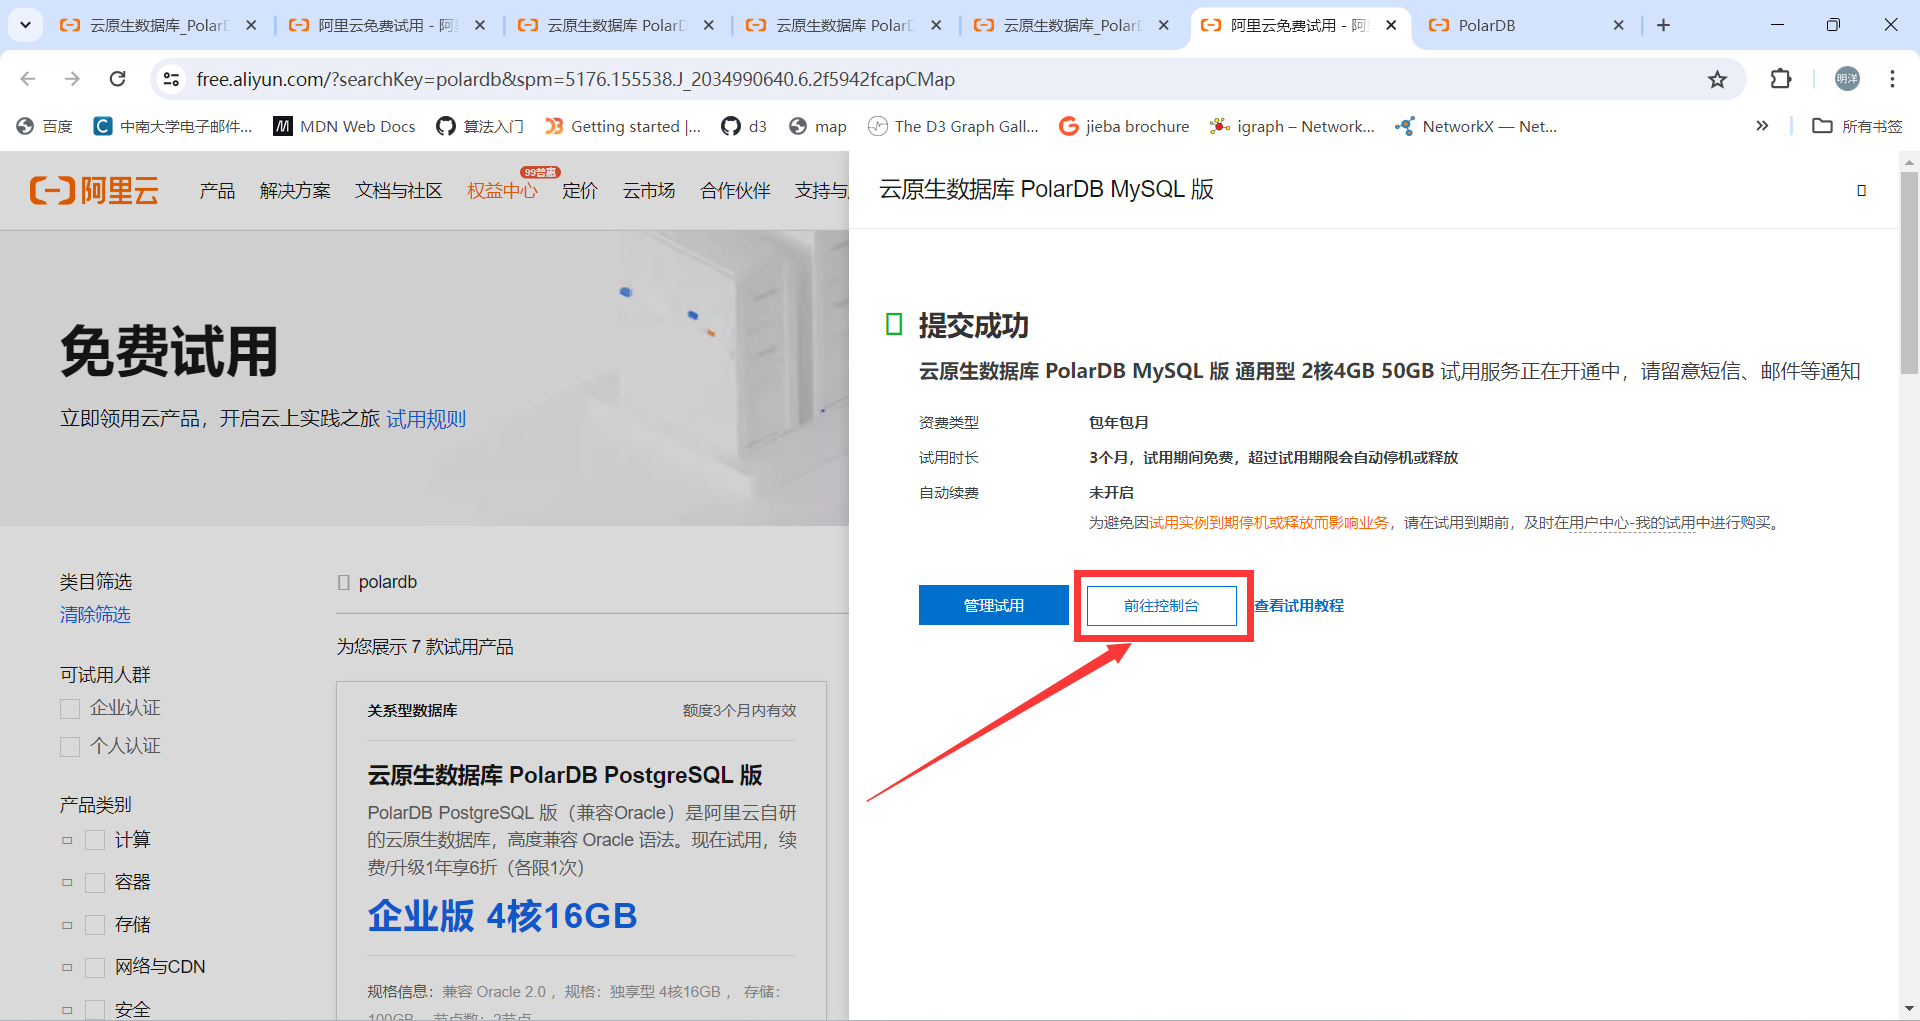 云原生数据库_Polar
阿里云免费试用 - 阿
云原生数据库 Polar
云原生数据库 Polar
云原生数据库_Polar
阿里云免费试用 - 阿
PolarDB
free.aliyun.com/?searchKey=polardb&spm=5176.155538.J_2034990640.6.2f5942fcapCMap
明洋
百度
中南大学电子邮件...
MDN Web Docs
算法入门
Getting started |...
d3
map
The D3 Graph Gall...
jieba brochure
igraph – Network...
NetworkX — Net...
所有书签
阿里云
产品
解决方案
文档与社区
权益中心
99普惠
定价
云市场
合作伙伴
支持与
免费试用
立即领用云产品，开启云上实践之旅 试用规则
类目筛选
清除筛选
可试用人群
企业认证
个人认证
产品类别
计算
容器
存储
网络与CDN
安全
polardb
为您展示 7 款试用产品
关系型数据库
额度3个月内有效
云原生数据库 PolarDB PostgreSQL 版
PolarDB PostgreSQL 版（兼容Oracle）是阿里云自研
的云原生数据库，高度兼容 Oracle 语法。现在试用，续
费/升级1年享6折（各限1次）
企业版 4核16GB
规格信息：兼容 Oracle 2.0 ，规格：独享型 4核16GB ， 存储：
100GB ， 节点数：2节点
云原生数据库 PolarDB MySQL 版
提交成功
云原生数据库 PolarDB MySQL 版 通用型 2核4GB 50GB 试用服务正在开通中，请留意短信、邮件等通知
资费类型
包年包月
试用时长
3个月，试用期间免费，超过试用期限会自动停机或释放
自动续费
未开启
为避免因试用实例到期停机或释放而影响业务，请在试用到期前，及时在用户中心-我的试用中进行购买。
管理试用
前往控制台
查看试用教程